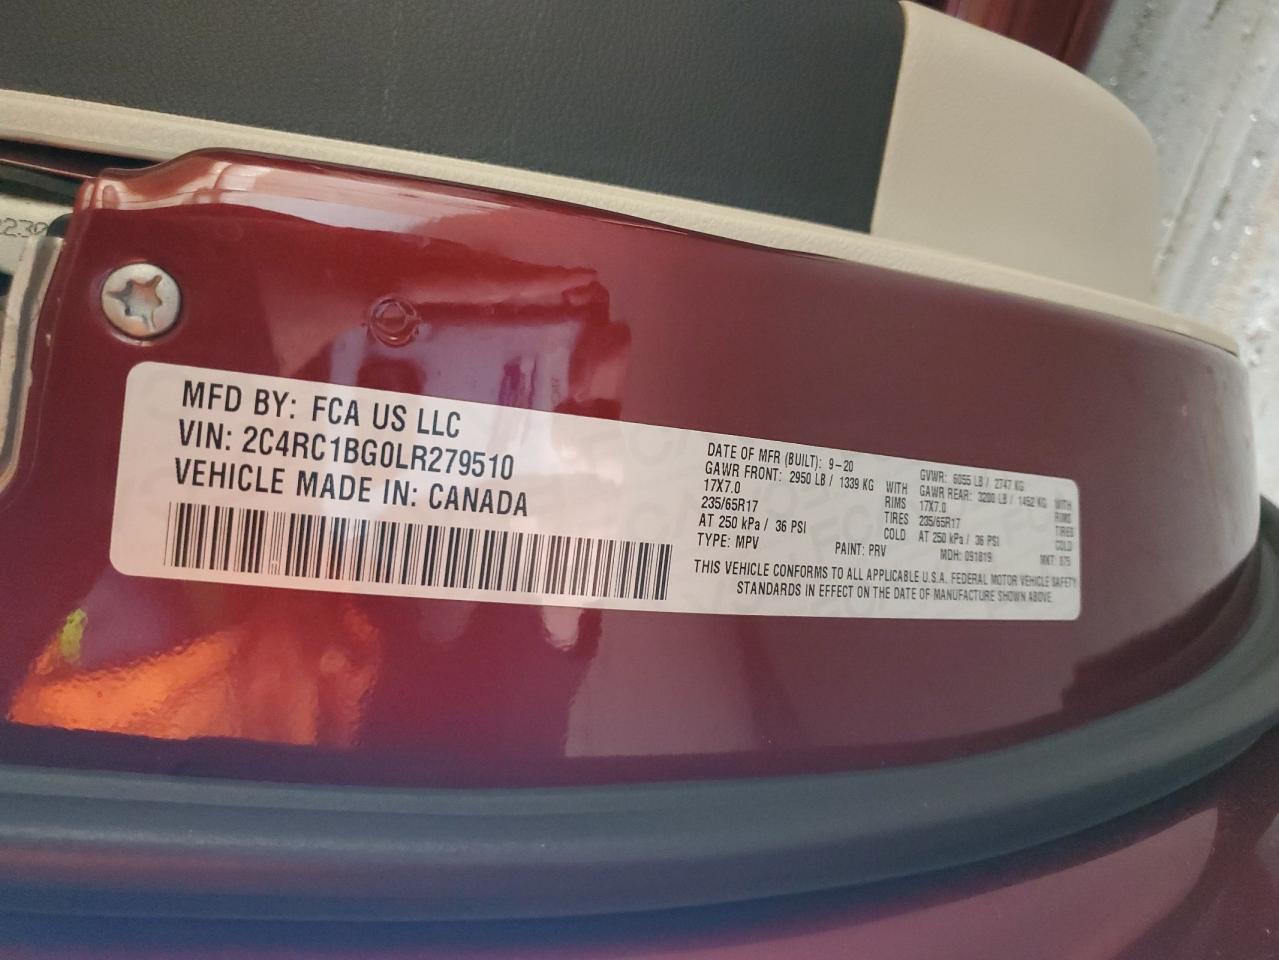 MFD BY: FCA US LLC
VIN: 2C4RC1BG0LR279510
VEHICLE MADE IN: CANADA
DATE OF MFR (BUILT): 9-20 GVWR: 6055 LB / 2747 KG
GAWR FRONT: 2950 LB / 1339 KG WITH GAWR REAR: 3200 LB / 1452 KG WITH
17X7.0 RIMS 17X7.0 RIMS
235/65R17 TIRES 235/65R17 TIRES
AT 250 kPa / 36 PSI COLD AT 250 kPa / 36 PSI COLD
TYPE: MPV PAINT: PRV MDH: 091819 MKT: 875
THIS VEHICLE CONFORMS TO ALL APPLICABLE U.S.A. FEDERAL MOTOR VEHICLE SAFETY
STANDARDS IN EFFECT ON THE DATE OF MANUFACTURE SHOWN ABOVE